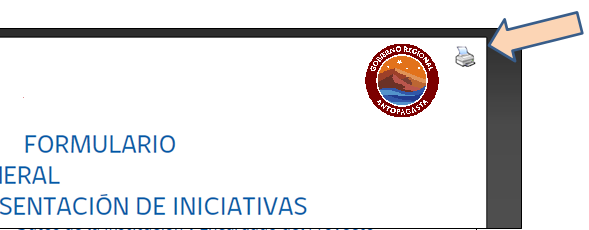 GOBIERNO REGIONAL
ANTOFAGASTA
FORMULARIO
NERAL
SENTACIÓN DE INICIATIVAS